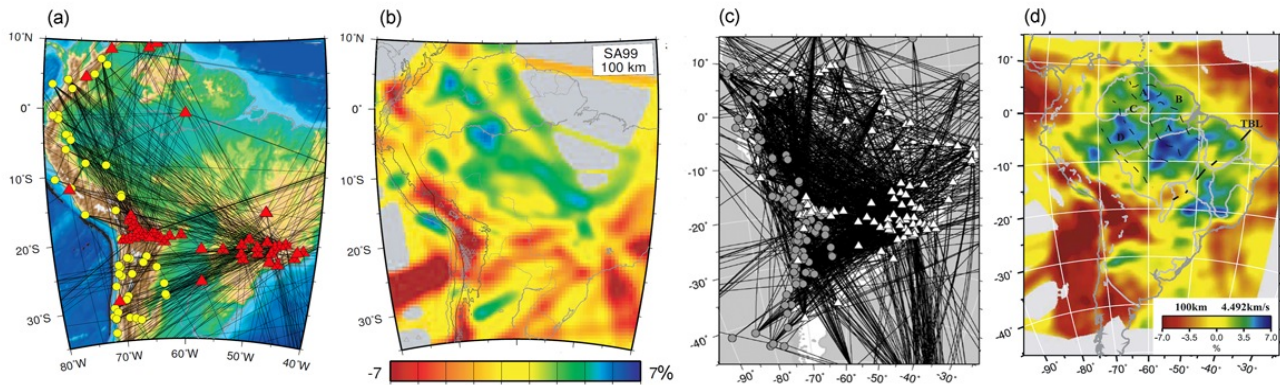 (a)
(b)
(c)
(d)
10°N
0°
10°S
20°S
30°S
80°W
70°W
60°W
50°W
40°W
10°N
0°
10°S
20°S
30°S
SA99
100 km
-7
7%
10°
0°
-10°
-20°
-30°
-40°
-90°
-80°
-70°
-60°
-50°
-40°
-30°
10°
0°
-10°
-20°
-30°
-40°
-90°
-80°
-70°
-60°
-50°
-40°
-30°
B
C
A
TBL
100km 4.492km/s
-7.0
-3.5
0.0
3.5
7.0
%